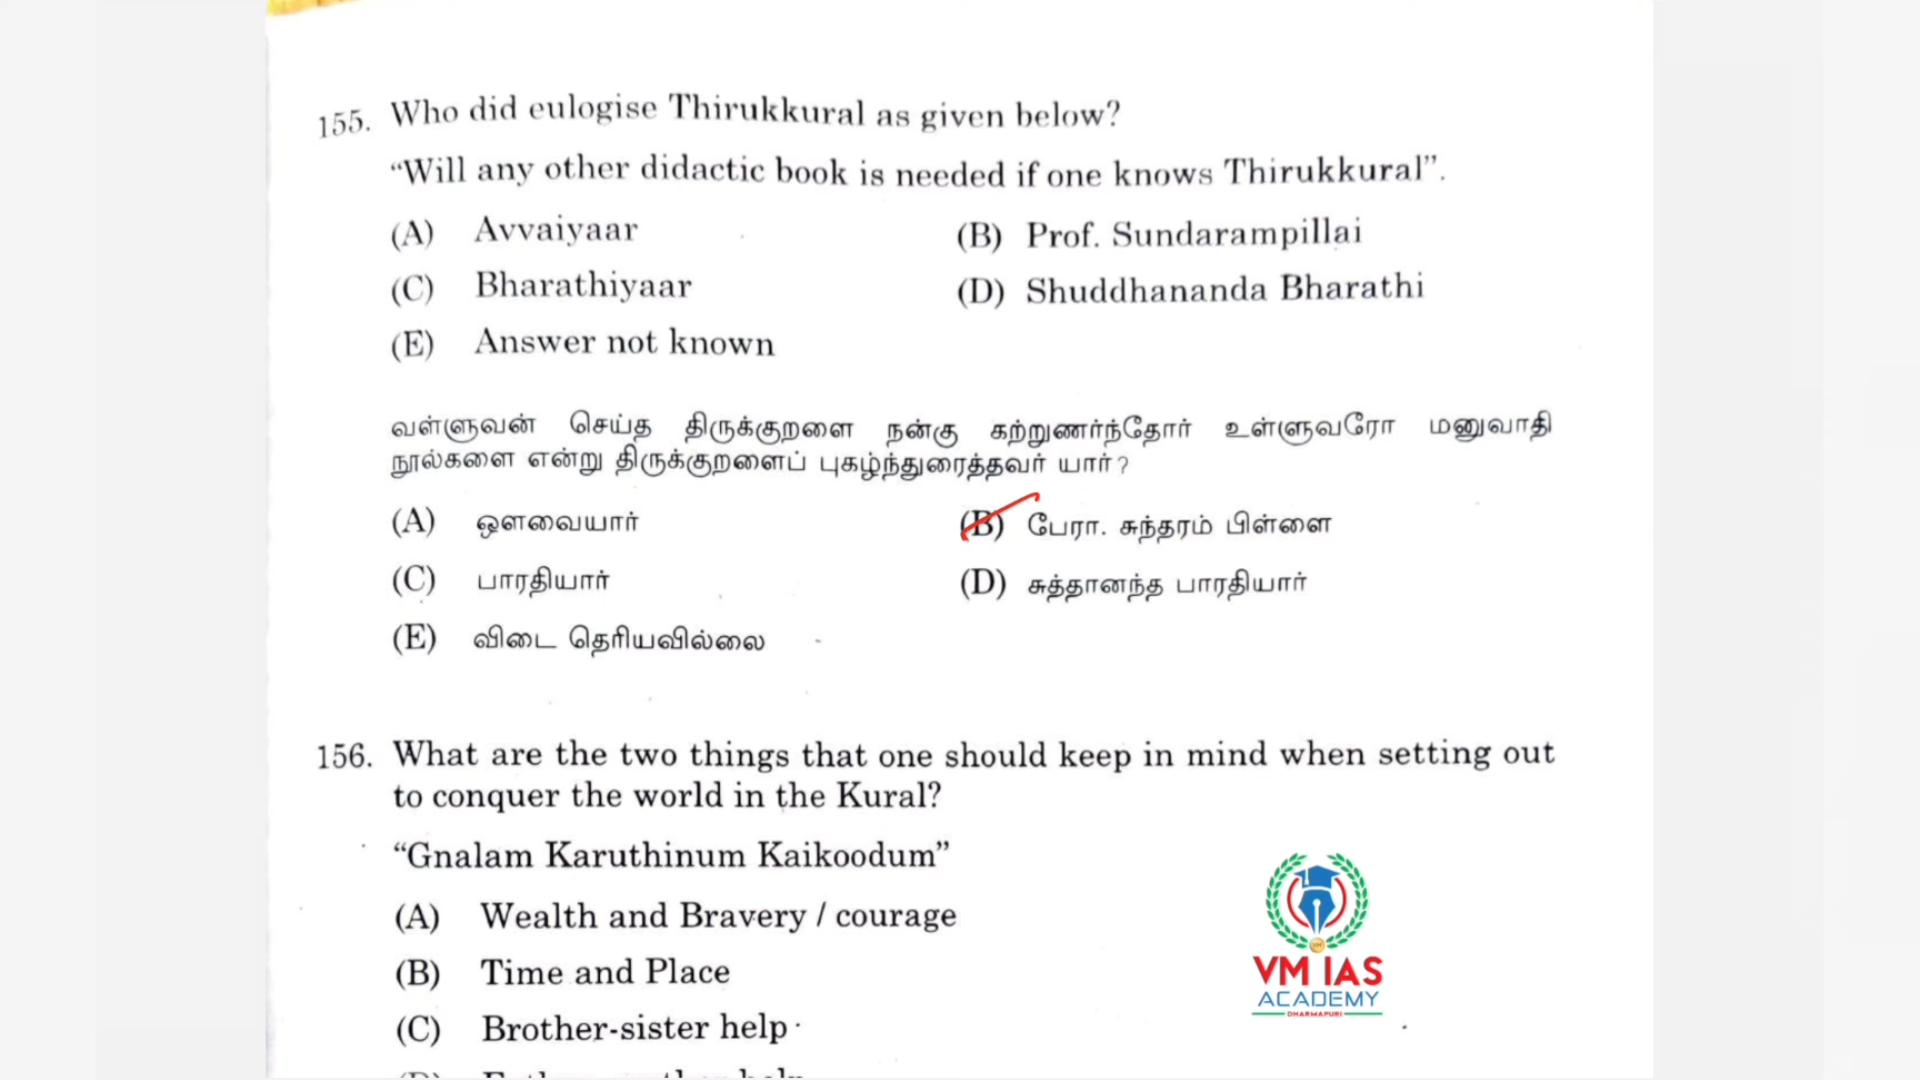 155. Who did eulogise Thirukkural as given below?
“Will any other didactic book is needed if one knows Thirukkural”.
(A) Avvaiyaar (B) Prof. Sundarampillai
(C) Bharathiyaar (D) Shuddhananda Bharathi
(E) Answer not known
வள்ளுவன் செய்த திருக்குறளை நன்கு கற்றுணர்ந்தோர் உள்ளுவரோ மனுவாதி
நூல்களை என்று திருக்குறளைப் புகழ்ந்துரைத்தவர் யார்?
(A) ஔவையார் (B) பேரா. சுந்தரம் பிள்ளை
(C) பாரதியார் (D) சுத்தானந்த பாரதியார்
(E) விடை தெரியவில்லை
156. What are the two things that one should keep in mind when setting out
to conquer the world in the Kural?
“Gnalam Karuthinum Kaikoodum”
(A) Wealth and Bravery / courage
(B) Time and Place
(C) Brother-sister help
VM IAS
ACADEMY
DHARMAPURI